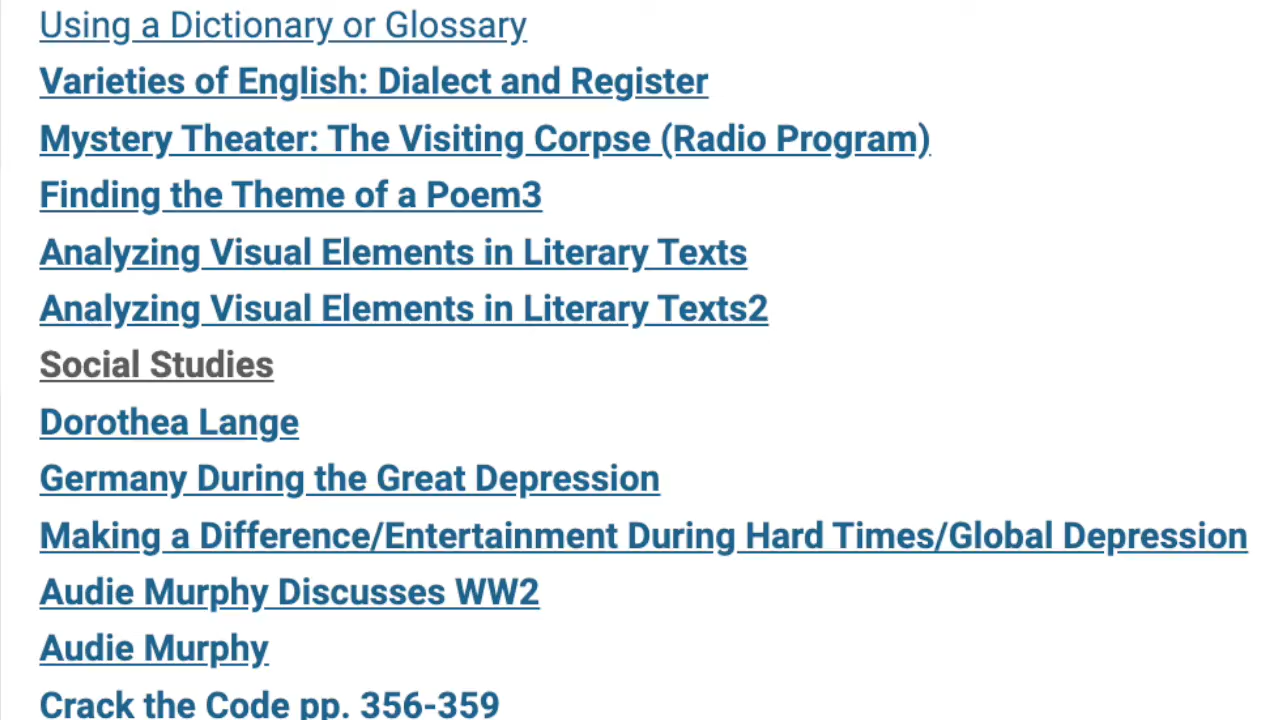 Using a Dictionary or Glossary
Varieties of English: Dialect and Register
Mystery Theater: The Visiting Corpse (Radio Program)
Finding the Theme of a Poem3
Analyzing Visual Elements in Literary Texts
Analyzing Visual Elements in Literary Texts2
Social Studies
Dorothea Lange
Germany During the Great Depression
Making a Difference/Entertainment During Hard Times/Global Depression
Audie Murphy Discusses WW2
Audie Murphy
Crack the Code pp. 356-359